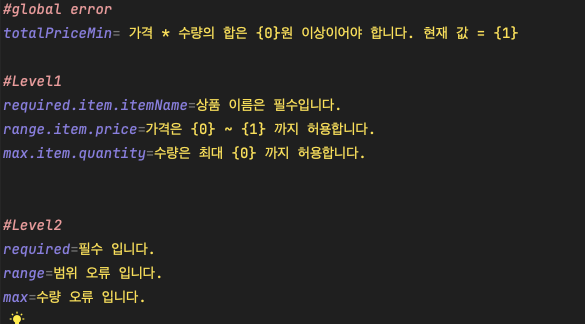 #global error
totalPriceMin= 가격 * 수량의 합은 {0}원 이상이어야 합니다. 현재 값 = {1}
#Level1
required.item.itemName=상품 이름은 필수입니다.
range.item.price=가격은 {0} ~ {1} 까지 허용합니다.
max.item.quantity=수량은 최대 {0} 까지 허용합니다.
#Level2
required=필수 입니다.
range=범위 오류 입니다.
max=수량 오류 입니다.